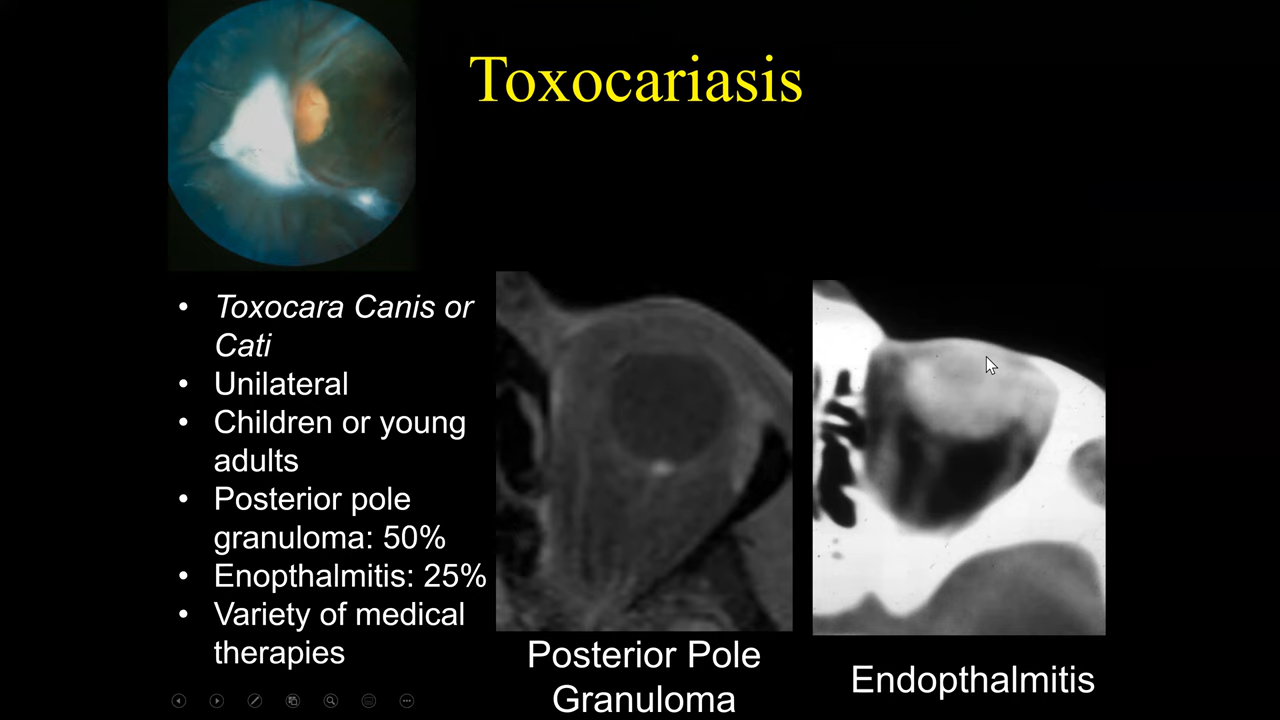 Toxocariasis
• Toxocara Canis or
Cati
• Unilateral
• Children or young
adults
• Posterior pole
granuloma: 50%
• Enopthalmitis: 25%
• Variety of medical
therapies
Posterior Pole
Granuloma
Endopthalmitis